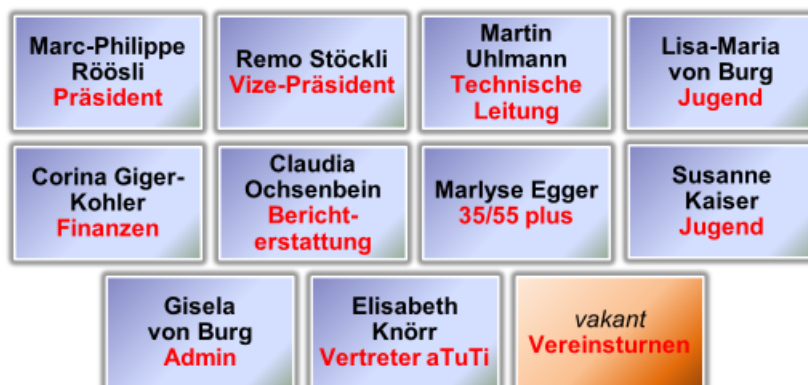 Marc-Philippe
Röösli
Präsident
Remo Stöckli
Vize-Präsident
Martin
Uhlmann
Technische
Leitung
Lisa-Maria
von Burg
Jugend
Corina Giger-
Kohler
Finanzen
Claudia
Ochsenbein
Bericht-
erstattung
Marlyse Egger
35/55 plus
Susanne
Kaiser
Jugend
Gisela
von Burg
Admin
Elisabeth
Knörr
Vertreter aTuTi
vakant
Vereinsturnen